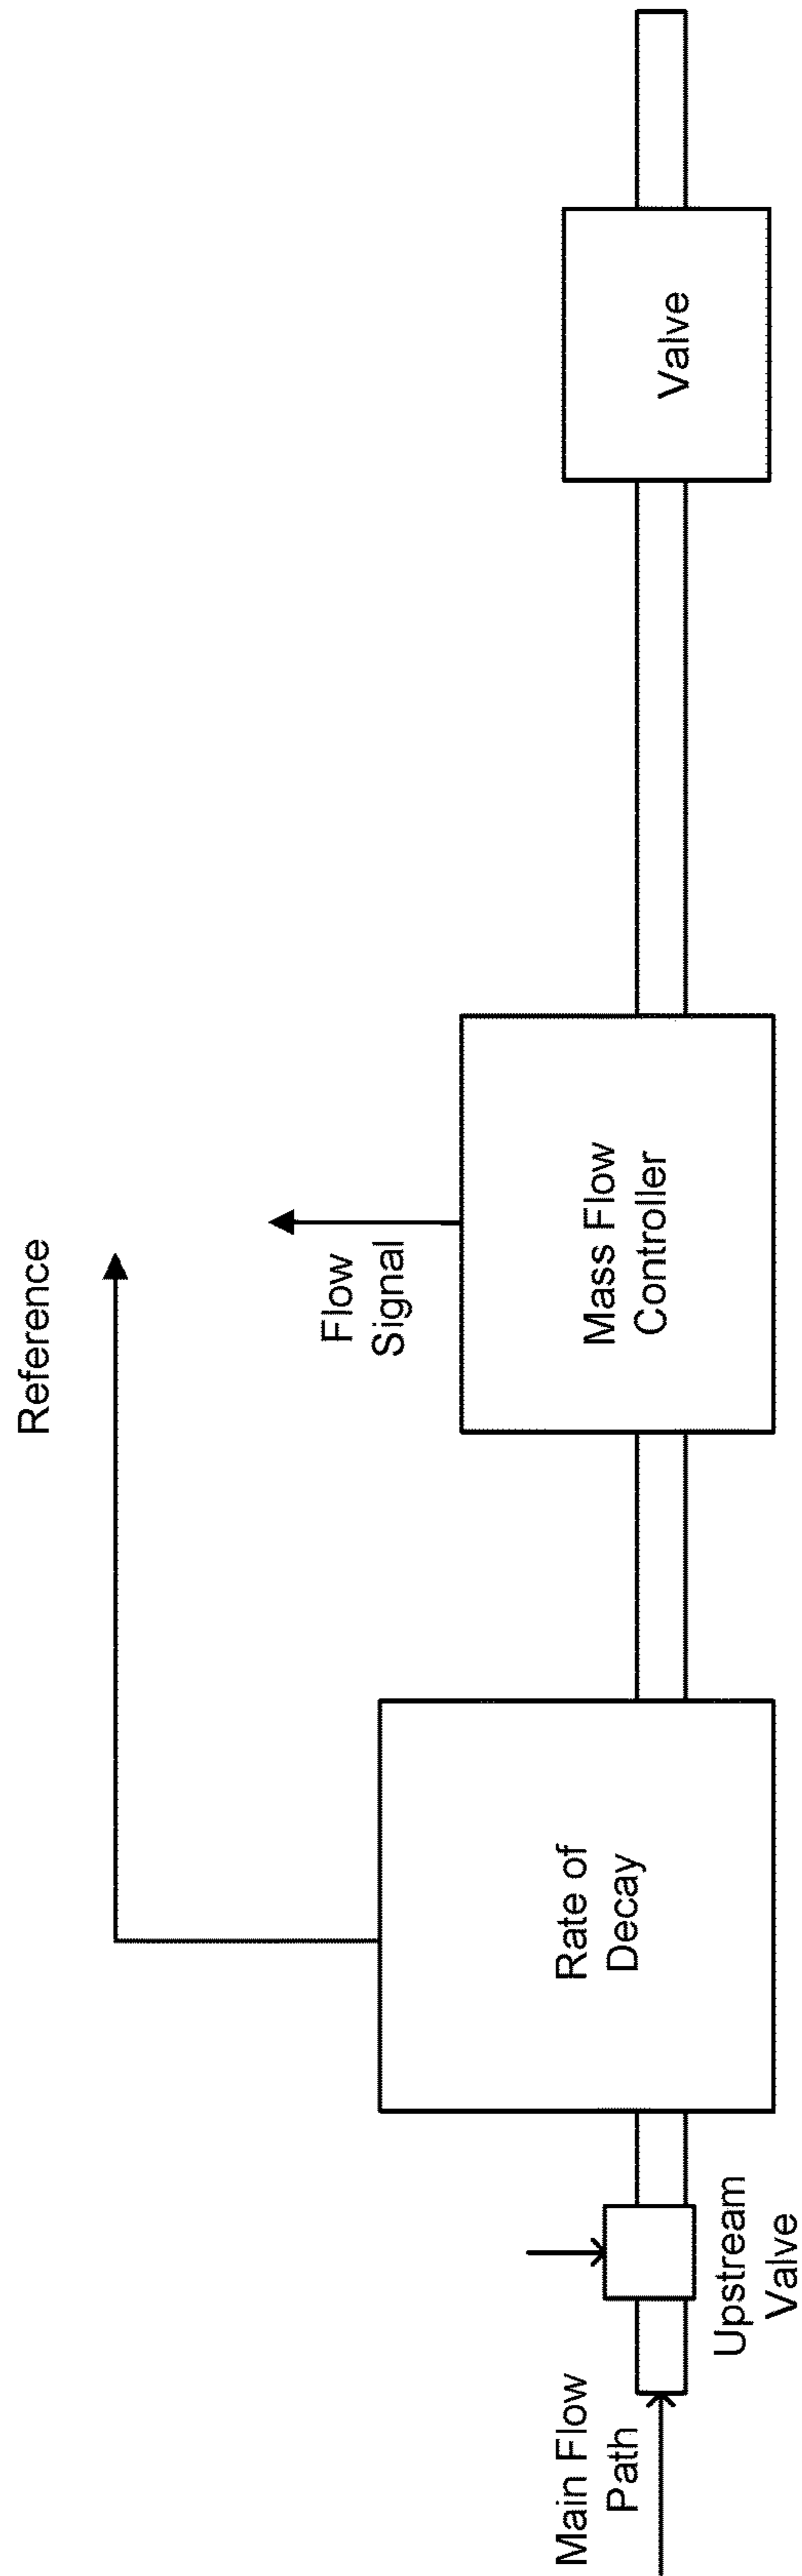 Reference
Flow
Signal
Main Flow
Path
Upstream
Valve
Rate of
Decay
Mass Flow
Controller
Valve